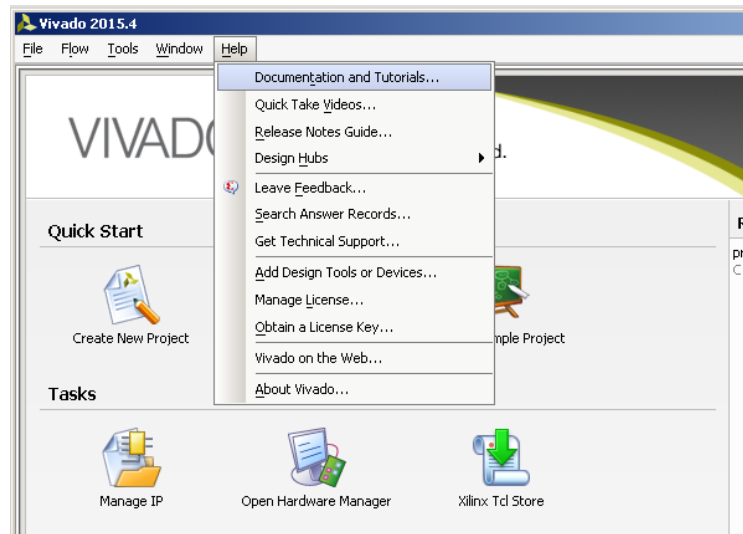 Vivado 2015.4
File Flow Tools Window Help
Documentation and Tutorials...
Quick Take Videos...
Release Notes Guide...
Design Hubs
Leave Feedback...
Search Answer Records...
Get Technical Support...
Add Design Tools or Devices...
Manage License...
Obtain a License Key...
Vivado on the Web...
About Vivado...
VIVADO
d.
Quick Start
Create New Project
mple Project
Tasks
Manage IP
Open Hardware Manager
Xilinx Tcl Store